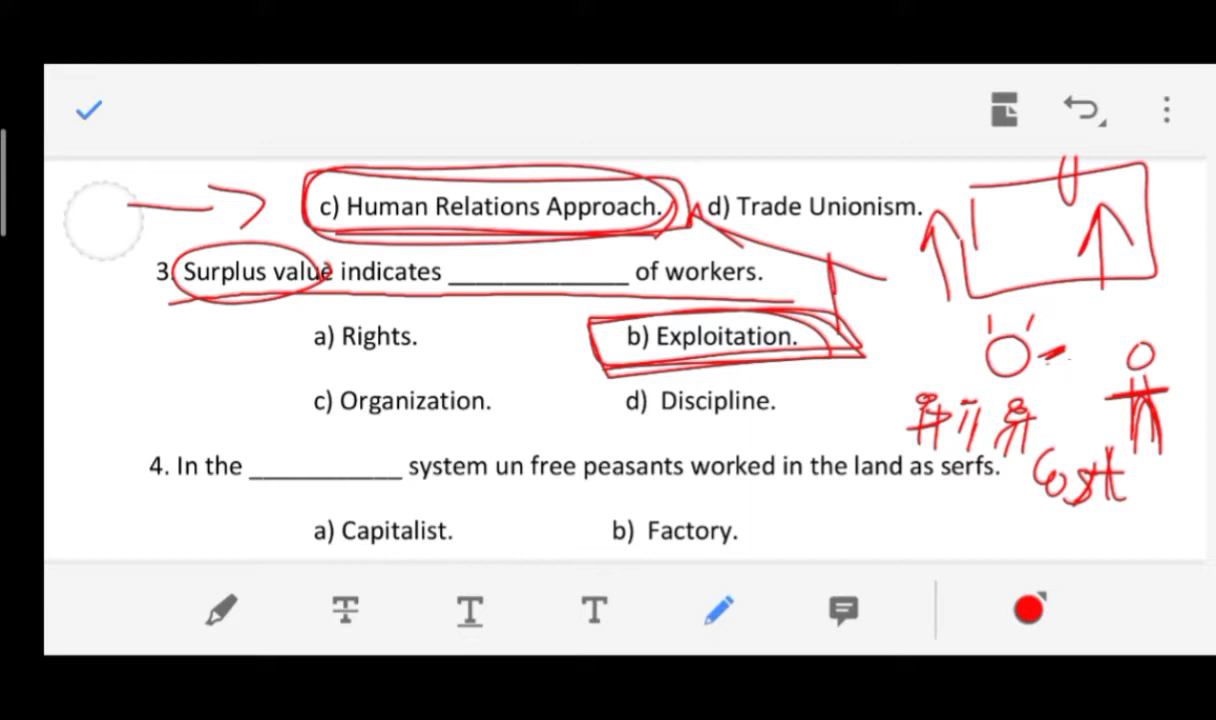 c) Human Relations Approach. d) Trade Unionism.
3. Surplus value indicates ______________ of workers.
a) Rights. b) Exploitation.
c) Organization. d) Discipline.
4. In the ____________ system un free peasants worked in the land as serfs.
Cost
a) Capitalist. b) Factory.
T T T